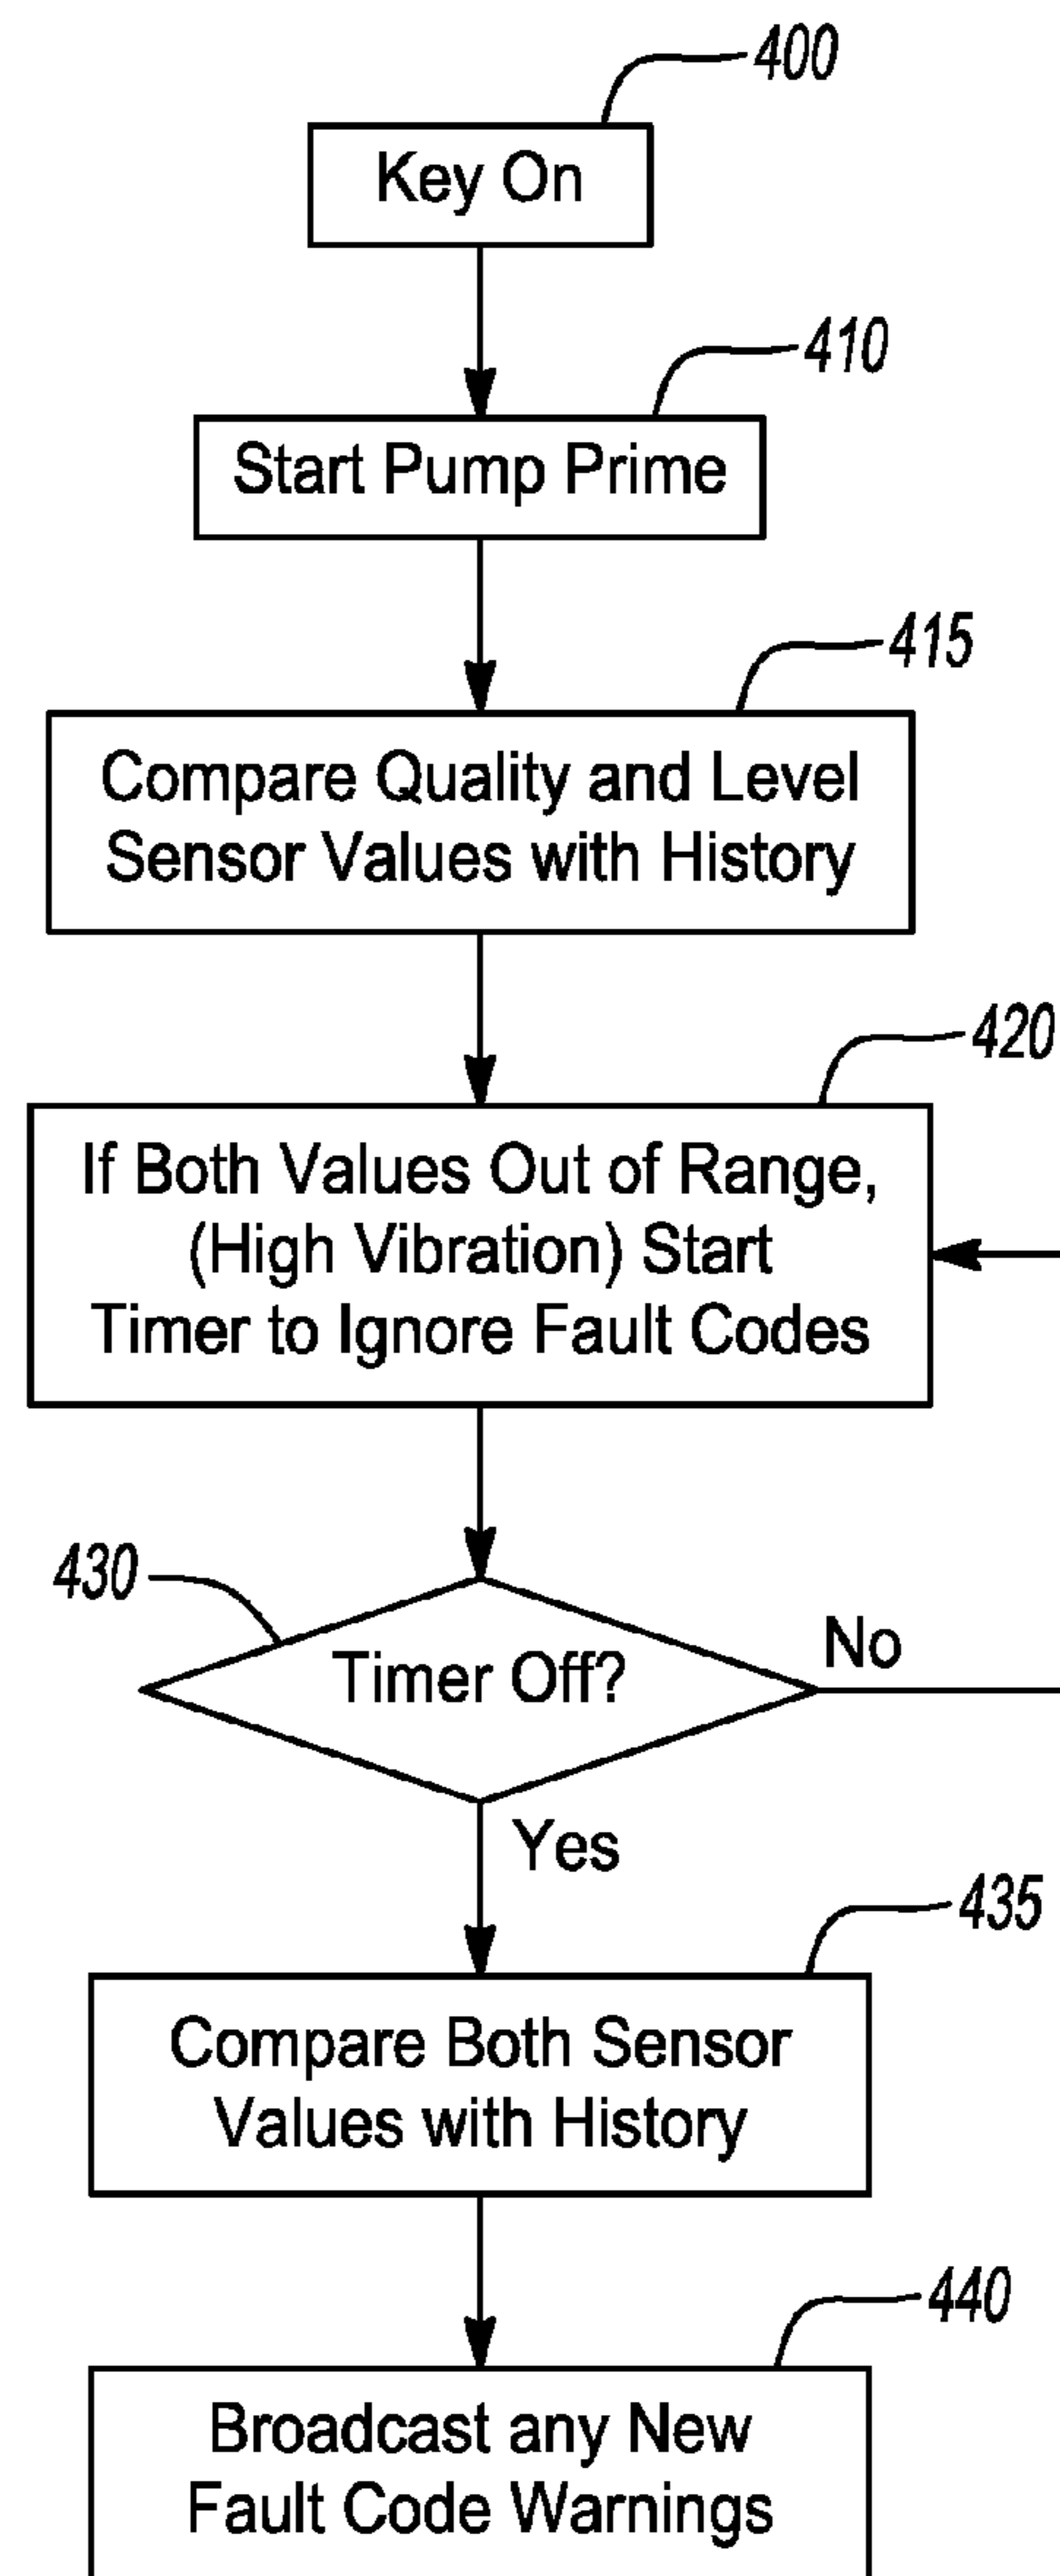 400
Key On
410
Start Pump Prime
415
Compare Quality and Level
Sensor Values with History
420
If Both Values Out of Range,
(High Vibration) Start
Timer to Ignore Fault Codes
430
Timer Off?
No
Yes
435
Compare Both Sensor
Values with History
440
Broadcast any New
Fault Code Warnings